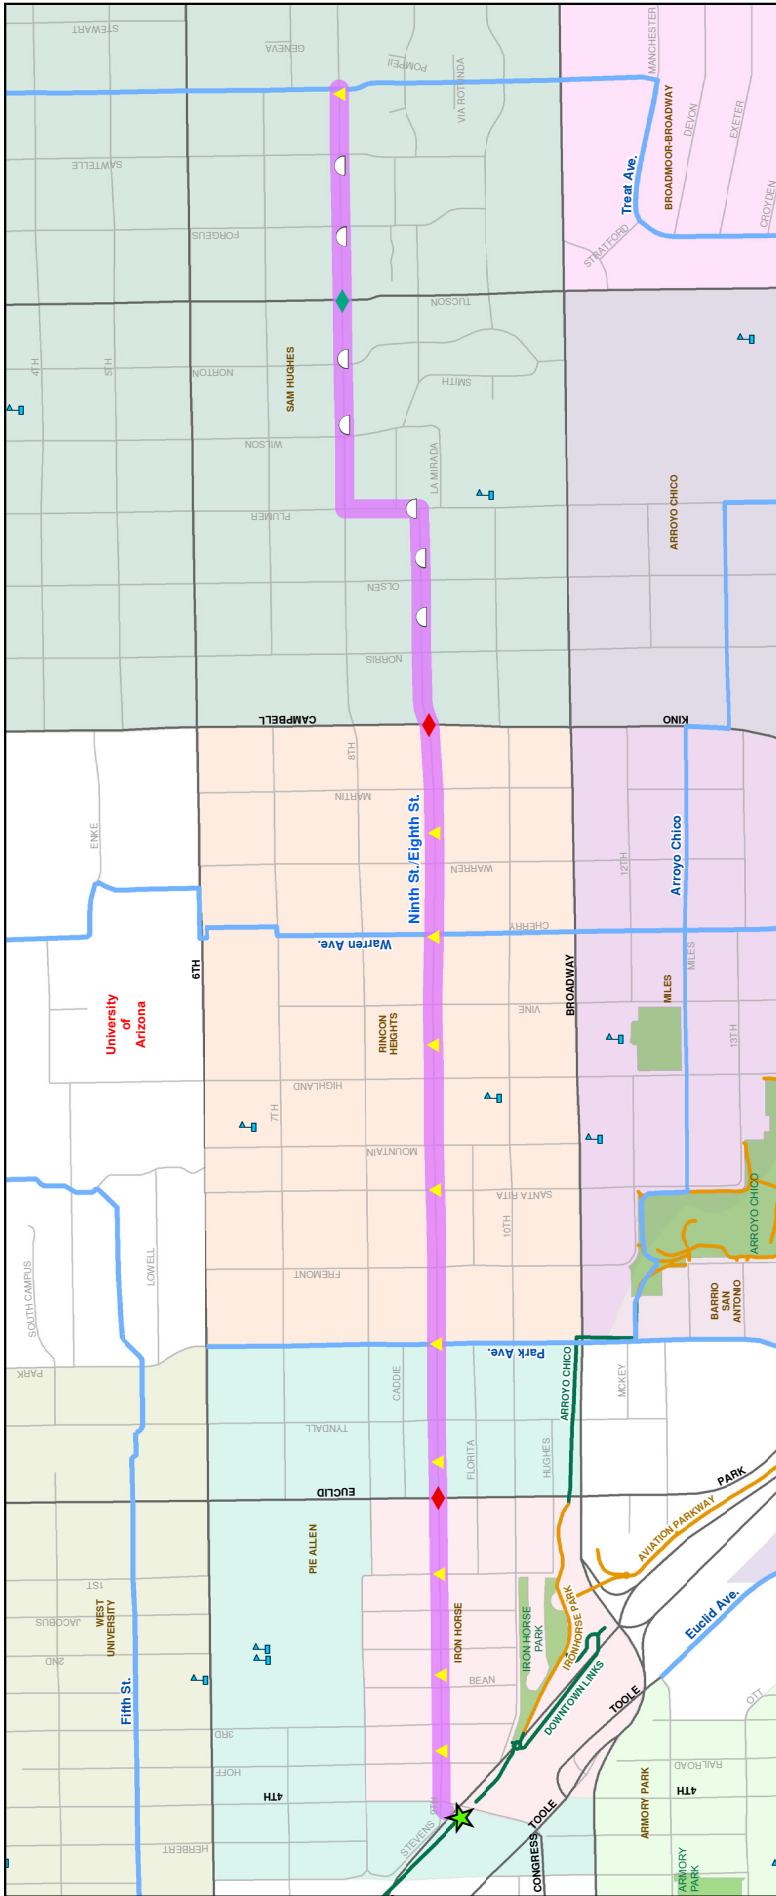 STEWART
GENEVA
POMPEII
VIA ROTONDA
MANCHESTER
DEVON
EXETER
CROYDEN
BROADMOOR-BROADWAY
Treat Ave.
STRATFORD
SAWTELLE
FORGEUS
TUCSON
4TH
5TH
NORTON
SAM HUGHES
SMITH
WILSON
LA MIRADA
PLUMER
ARROYO CHICO
OLSEN
NORRIS
CAMPBELL
KINO
8TH
ENKE
MARTIN
Ninth St./Eighth St.
WARREN
12TH
Arroyo Chico
CHERRY
Warren Ave.
6TH
BROADWAY
MILES
MILES
University
of
Arizona
RINCON
HEIGHTS
VINE
13TH
HIGHLAND
7TH
MOUNTAIN
SANTA RITA
10TH
ARROYO CHICO
SOUTH CAMPUS
LOWELL
FREMONT
BARRIO
SAN
ANTONIO
Park Ave.
PARK
CADDIE
ARROYO CHICO
MCKEY
TYNDALL
FLORITA
HUGHES
EUCLID
PARK
AVIATION PARKWAY
PIE ALLEN
1ST
JACOBUS
2ND
WEST
UNIVERSITY
IRON HORSE
IRON HORSE
PARK
IRONHORSE PARK
Euclid Ave.
BEAN
DOWNTOWN LINKS
Fifth St.
TOOLE
OTT
3RD
HOFF
RAILROAD
4TH
4TH
9TH
STEVENS
TOOLE
ARMORY PARK
HERBERT
CONGRESS
ARMORY
PARK